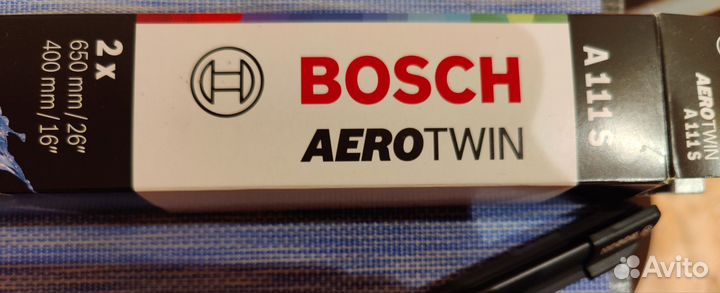 2 x
650 mm / 26"
400 mm / 16"
BOSCH
AEROTWIN
A 111 S
AEROTWIN
A 111 S
Avito